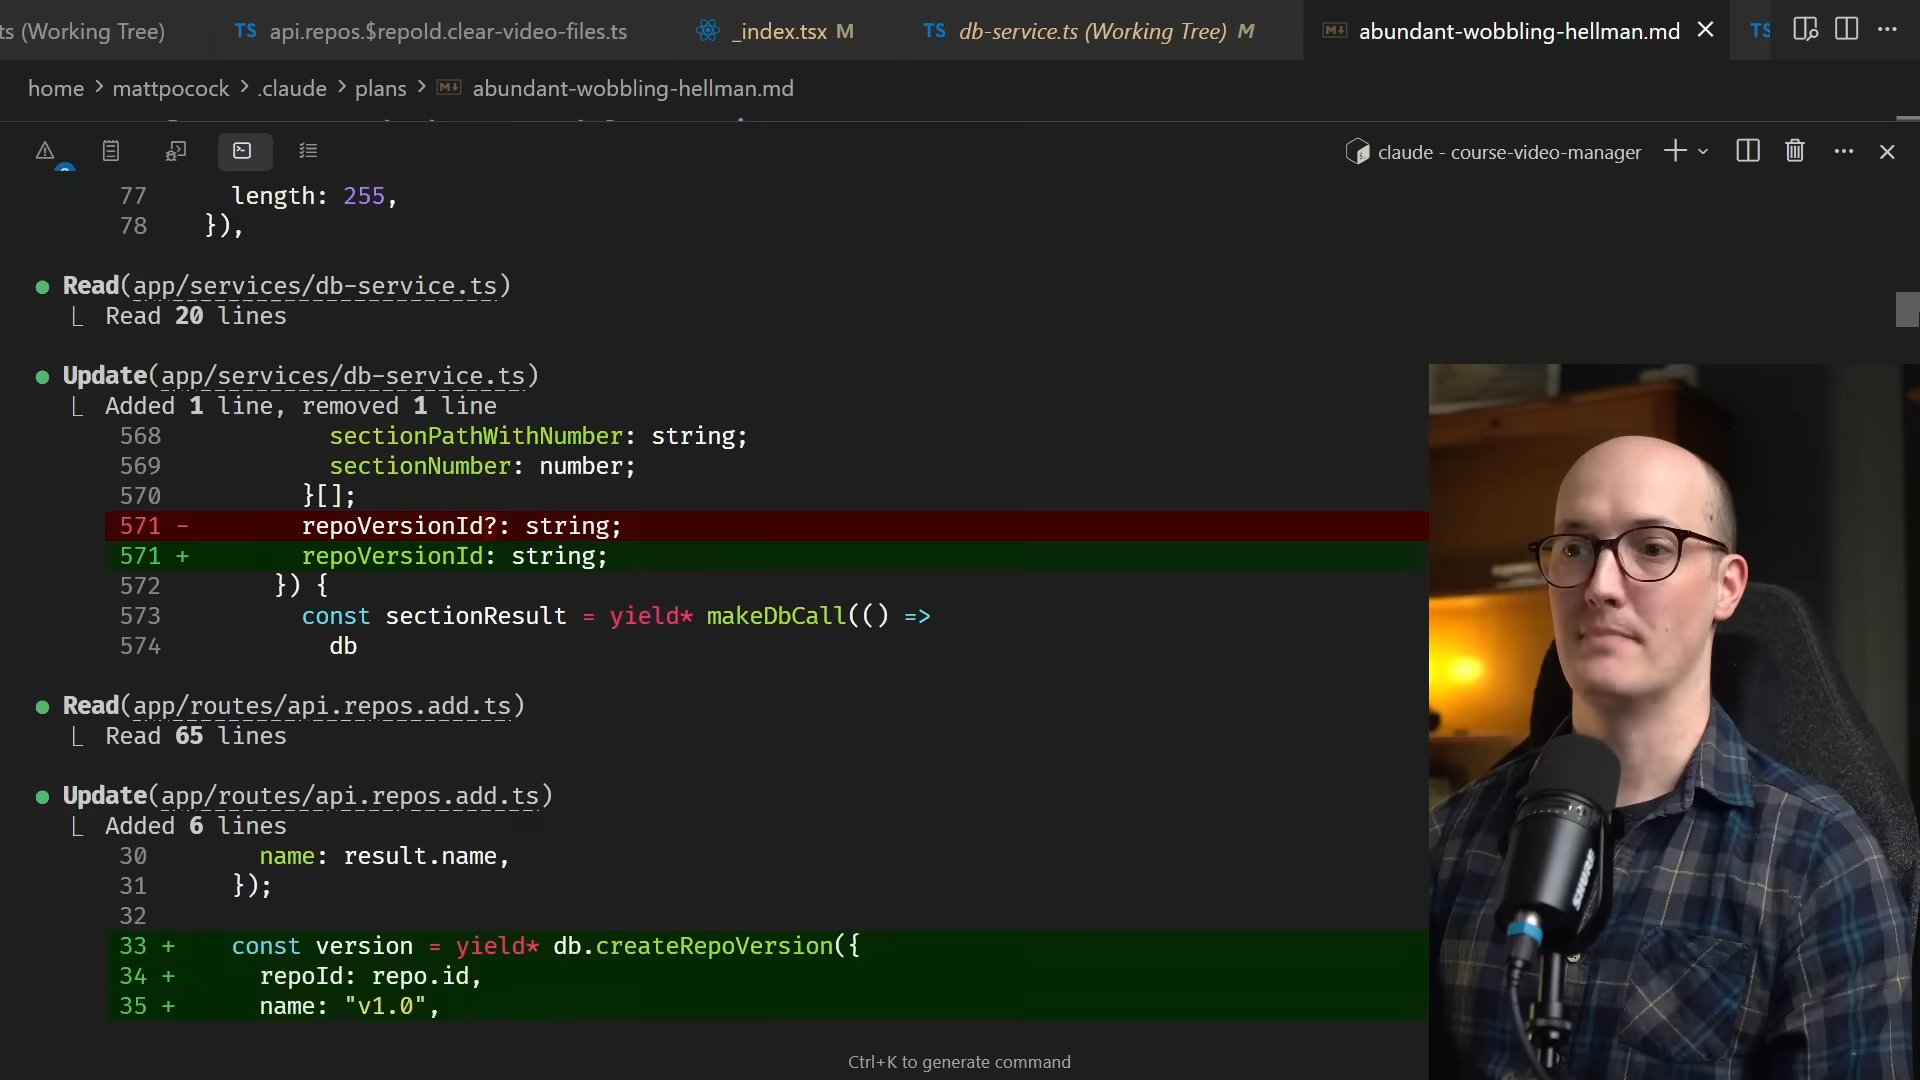 ts (Working Tree)
TS api.repos.$repoId.clear-video-files.ts
_index.tsx M
TS db-service.ts (Working Tree) M
abundant-wobbling-hellman.md
TS
home > mattpocock > .claude > plans > abundant-wobbling-hellman.md
claude - course-video-manager
77 length: 255,
78 }),
Read(app/services/db-service.ts)
Read 20 lines
Update(app/services/db-service.ts)
Added 1 line, removed 1 line
568 sectionPathWithNumber: string;
569 sectionNumber: number;
570 }[];
571 - repoVersionId?: string;
571 + repoVersionId: string;
572 }) {
573 const sectionResult = yield* makeDbCall(() =>
574 db
Read(app/routes/api.repos.add.ts)
Read 65 lines
Update(app/routes/api.repos.add.ts)
Added 6 lines
30 name: result.name,
31 });
32
33 + const version = yield* db.createRepoVersion({
34 + repoId: repo.id,
35 + name: "v1.0",
Ctrl+K to generate command
SHURE